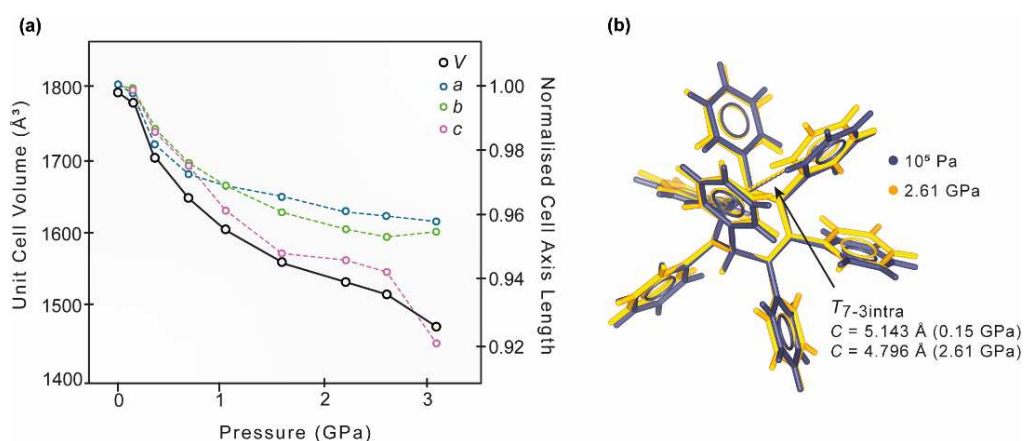 (a)
(b)
1800
1700
1600
1500
1400
Unit Cell Volume (Å³)
V
a
b
c
1.00
0.98
0.96
0.94
0.92
Normalised Cell Axis Length
0
1
2
3
Pressure (GPa)
10⁵ Pa
2.61 GPa
T7-3intra
C = 5.143 Å (0.15 GPa)
C = 4.796 Å (2.61 GPa)